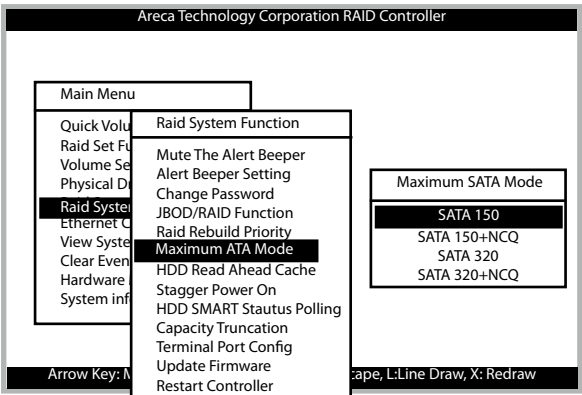 Areca Technology Corporation RAID Controller
Main Menu
Quick Volu
Raid Set Fu
Volume Se
Physical D
Raid System
Ethernet C
View Syste
Clear Even
Hardware
System inf
Raid System Function
Mute The Alert Beeper
Alert Beeper Setting
Change Password
JBOD/RAID Function
Raid Rebuild Priority
Maximum ATA Mode
HDD Read Ahead Cache
Stagger Power On
HDD SMART Stautus Polling
Capacity Truncation
Terminal Port Config
Update Firmware
Restart Controller
Maximum SATA Mode
SATA 150
SATA 150+NCQ
SATA 320
SATA 320+NCQ
Arrow Key: M cape, L:Line Draw, X: Redraw